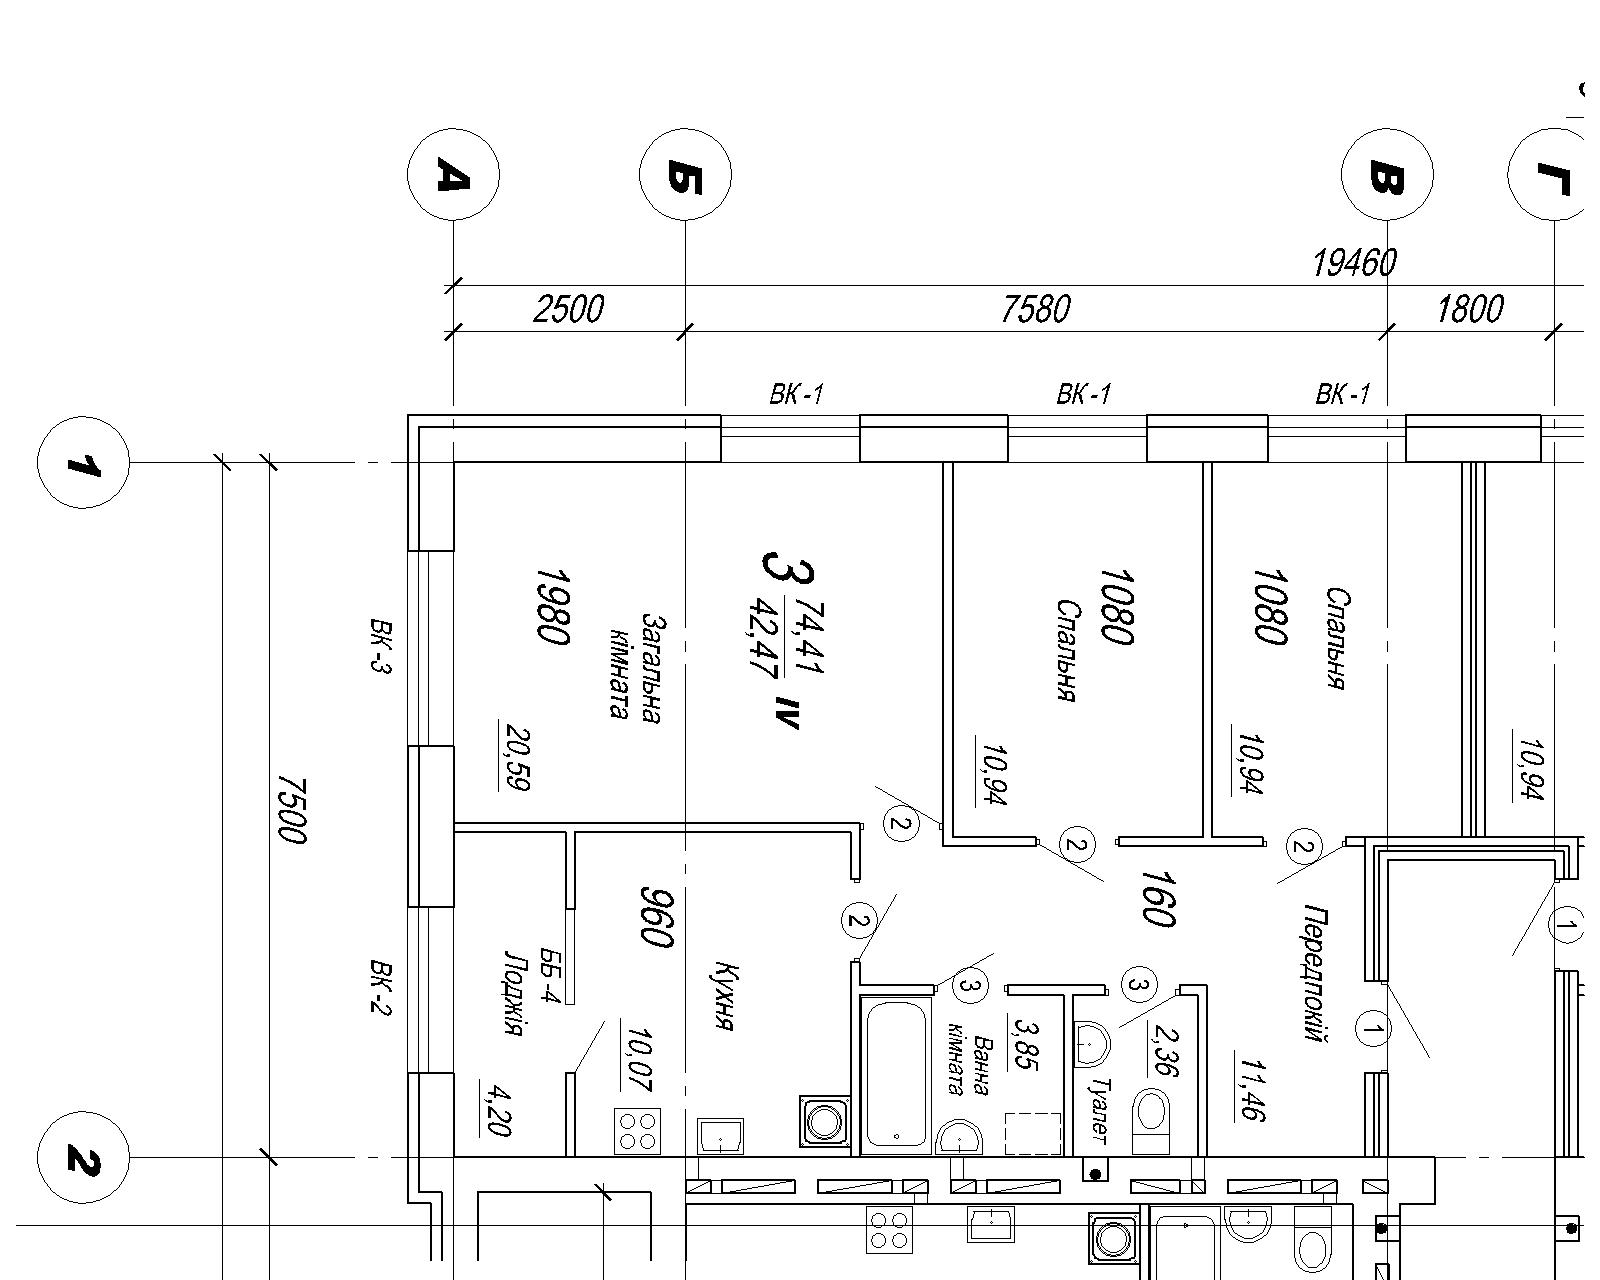 А
Б
В
Г
19460
2500
7580
1800
ВК-1
ВК-1
ВК-1
1
7500
2
ВК-3
ВК-2
1980
Загальна
кімната
20,59
3
74,41
42,47
IV
1080
Спальня
10,94
1080
Спальня
10,94
10,94
2
2
2
2
3
3
1
1
160
Передпокій
11,46
960
Кухня
10,07
ББ-4
Лоджія
4,20
Ванна
кімната
3,85
2,36
Туалет